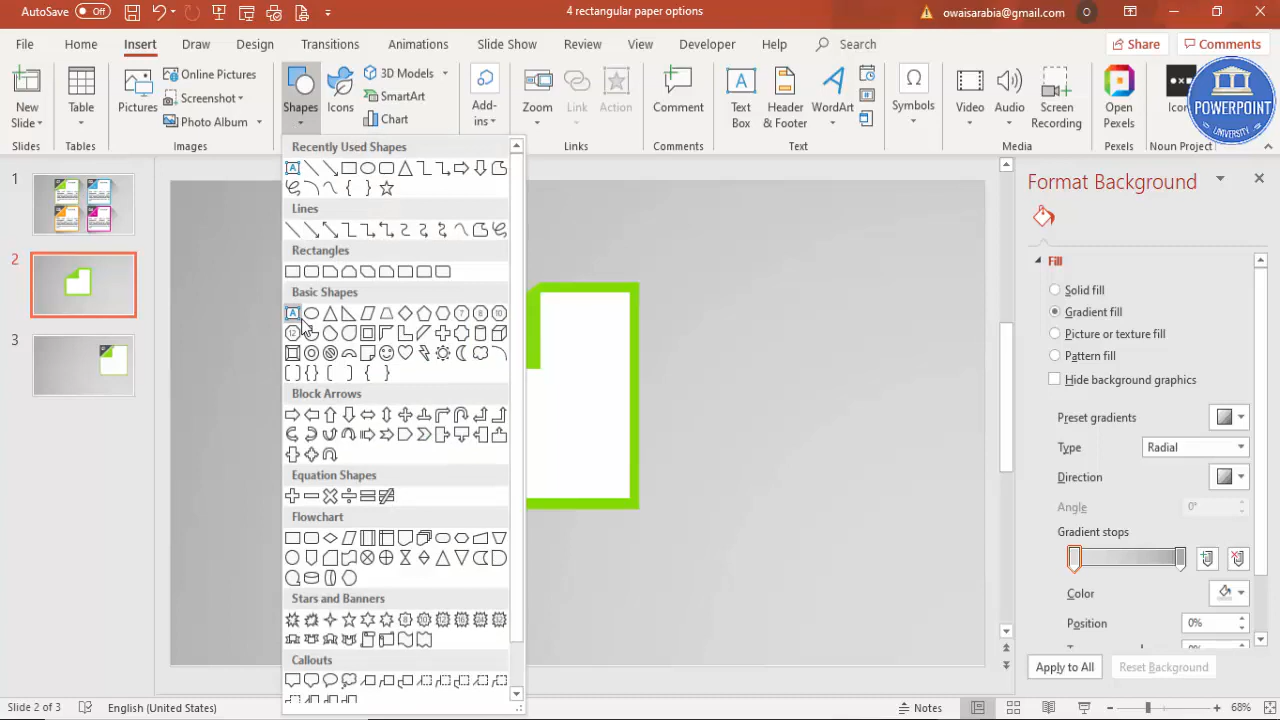 AutoSave Off
4 rectangular paper options
owaisarabia@gmail.com
File Home Insert Draw Design Transitions Animations Slide Show Review View Developer Help Search
Share Comments
New Slide
Table
Pictures
Online Pictures
Screenshot
Photo Album
Shapes
Icons
3D Models
SmartArt
Chart
Add-ins
Zoom
Link
Action
Comment
Text Box
Header & Footer
WordArt
Symbols
Video
Audio
Screen Recording
Open Pexels
POWERPOINT
UNIVERSITY
Slides Tables Images Comments Text Media Pexels Noun Project
Recently Used Shapes
Lines
Rectangles
Basic Shapes
Block Arrows
Equation Shapes
Flowchart
Stars and Banners
Callouts
1
2
3
Format Background
Fill
Solid fill
Gradient fill
Picture or texture fill
Pattern fill
Hide background graphics
Preset gradients
Type Radial
Direction
Angle 0°
Gradient stops
Color
Position 0%
Apply to All Reset Background
Slide 2 of 3 English (United States) Notes 68%